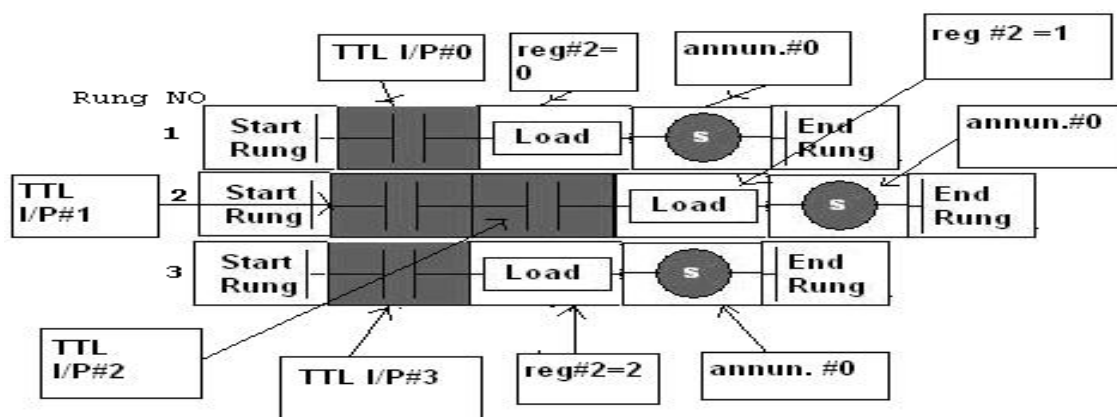 TTL I/P#0
reg#2=
0
annun.#0
reg #2 =1
Rung NO
1
Start
Rung
Load
s
End
Rung
annun.#0
TTL
I/P#1
2
Start
Rung
Load
s
End
Rung
3
Start
Rung
Load
s
End
Rung
TTL
I/P#2
TTL I/P#3
reg#2=2
annun. #0